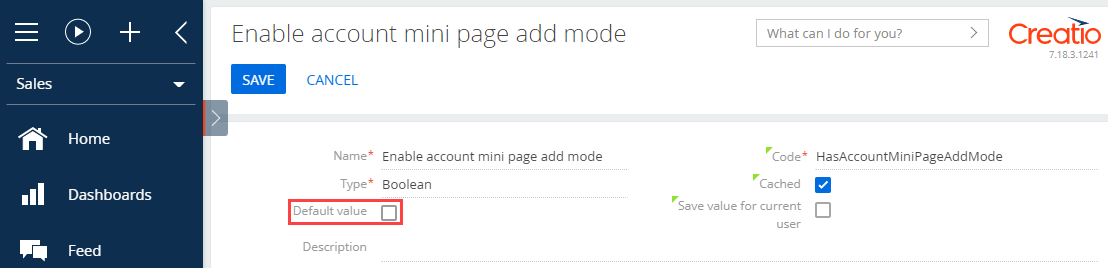 Enable account mini page add mode
What can I do for you?
Creatio
7.18.3.1241
SAVE
CANCEL
Sales
Home
Dashboards
Feed
Name* Enable account mini page add mode
Code* HasAccountMiniPageAddMode
Type* Boolean
Cached
Default value
Save value for current
user
Description